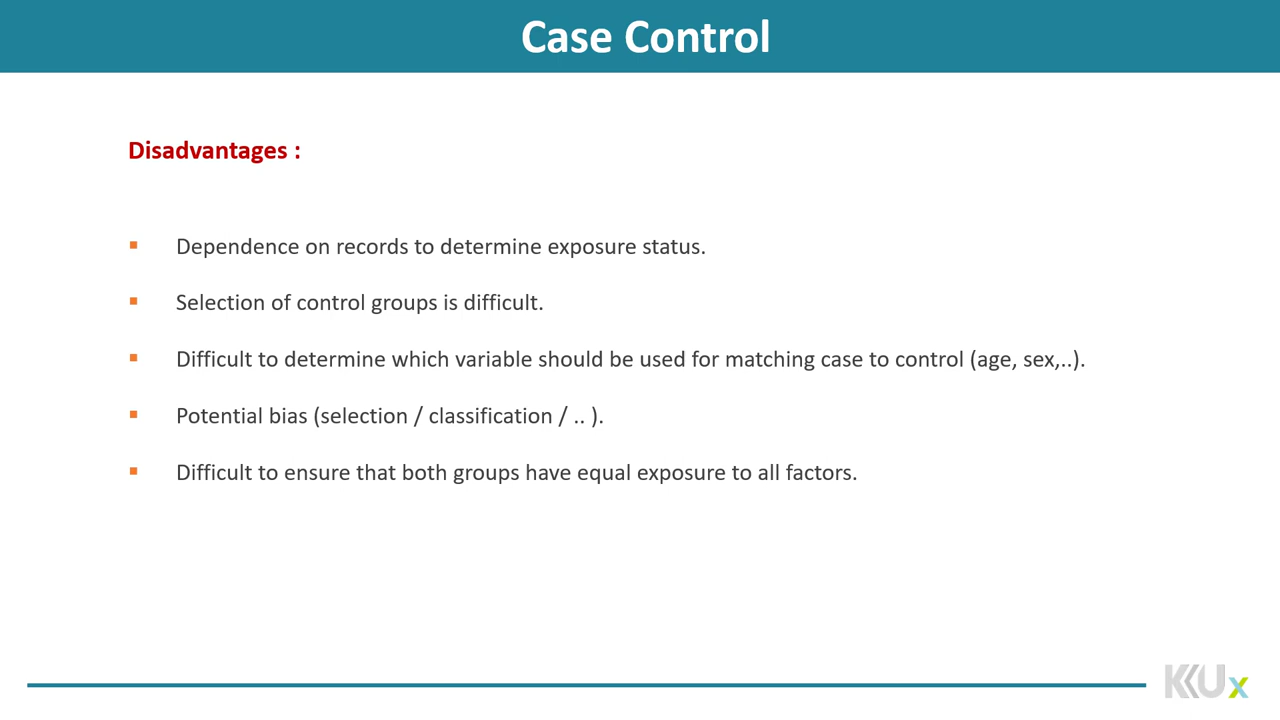 Case Control
Disadvantages :
▪ Dependence on records to determine exposure status.
▪ Selection of control groups is difficult.
▪ Difficult to determine which variable should be used for matching case to control (age, sex,..).
▪ Potential bias (selection / classification / .. ).
▪ Difficult to ensure that both groups have equal exposure to all factors.
KKUx